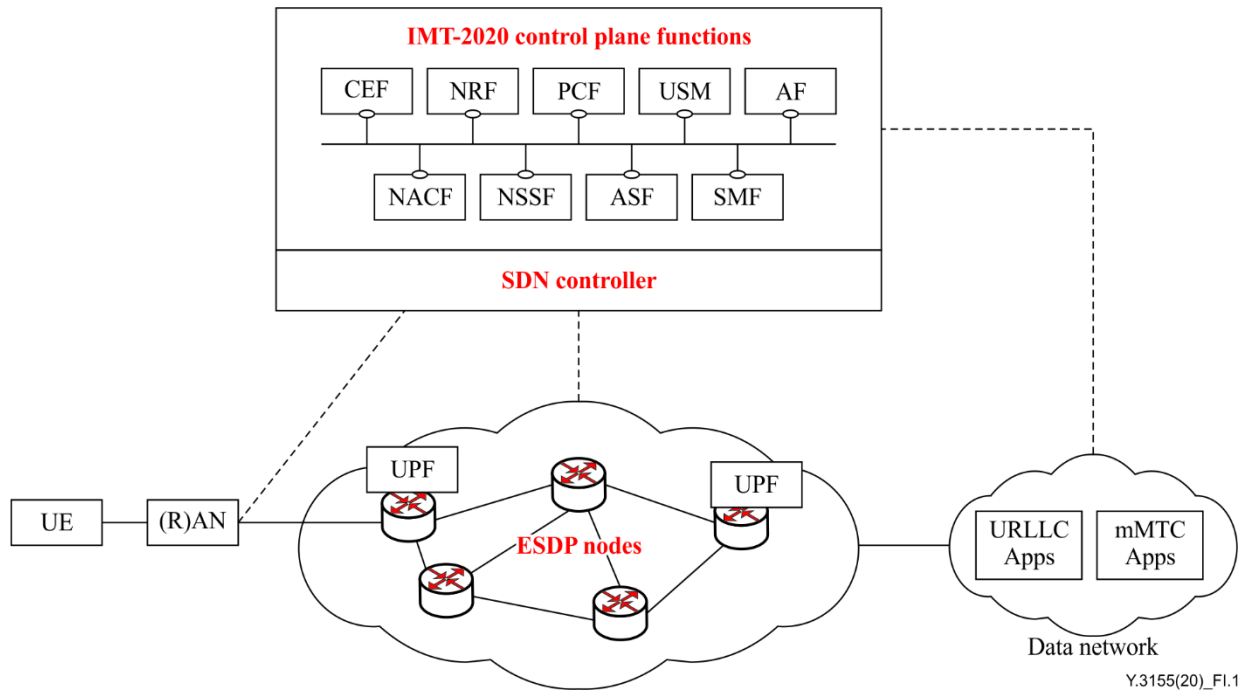 IMT-2020 control plane functions
CEF
NRF
PCF
USM
AF
NACF
NSSF
ASF
SMF
SDN controller
UPF
UPF
UE
(R)AN
ESDP nodes
URLLC
Apps
mMTC
Apps
Data network
Y.3155(20)_FI.1